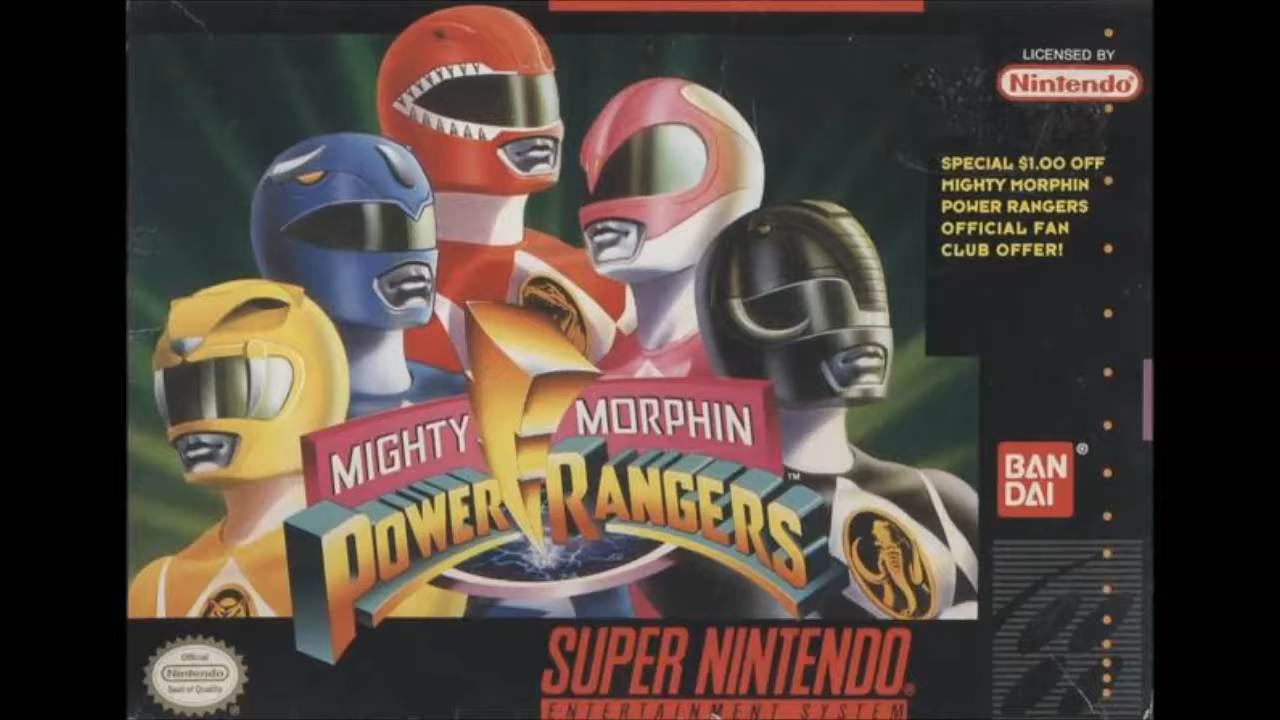 LICENSED BY
Nintendo®
SPECIAL $1.00 OFF
MIGHTY MORPHIN
POWER RANGERS
OFFICIAL FAN
CLUB OFFER!
MIGHTY MORPHIN
POWER RANGERS™
BAN
DAI®
Official
Nintendo
Seal of Quality
SUPER NINTENDO®
ENTERTAINMENT SYSTEM